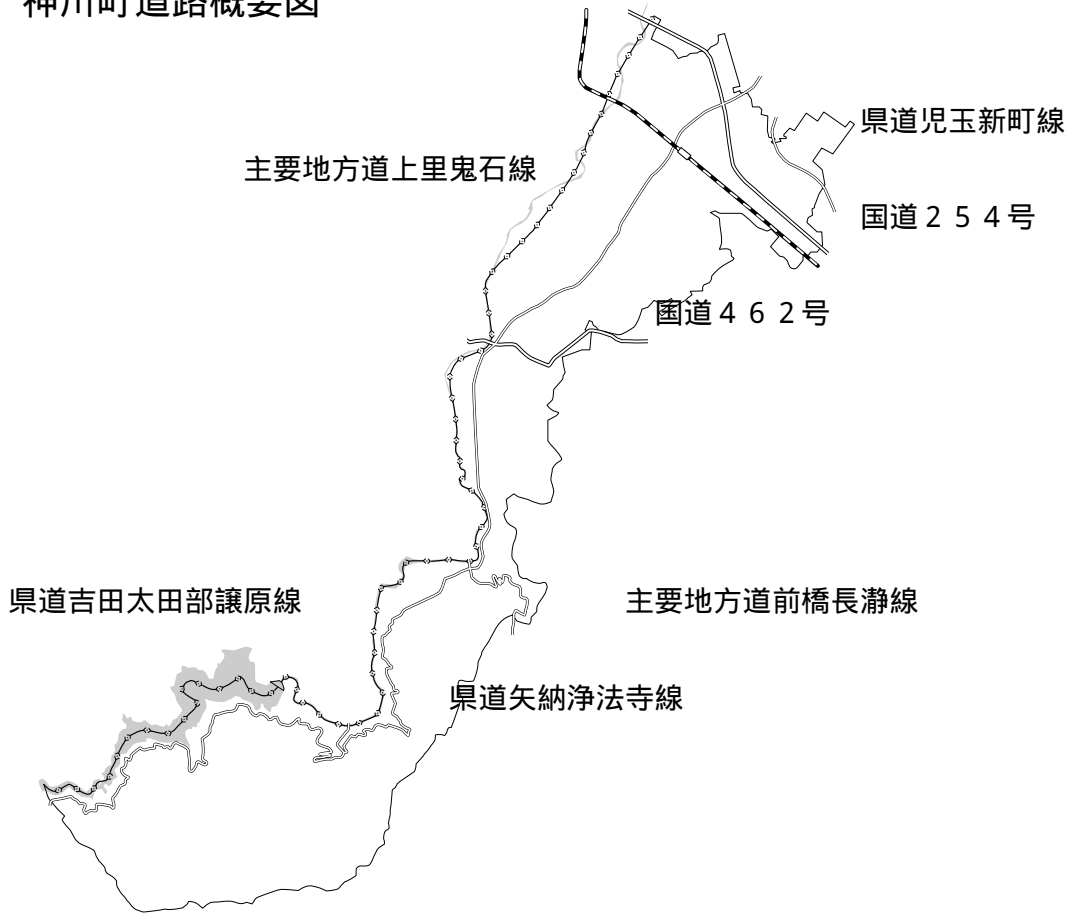 神川町道路概要図
県道児玉新町線
主要地方道上里鬼石線
国道２５４号
国道４６２号
県道吉田太田部譲原線
主要地方道前橋長瀞線
県道矢納浄法寺線